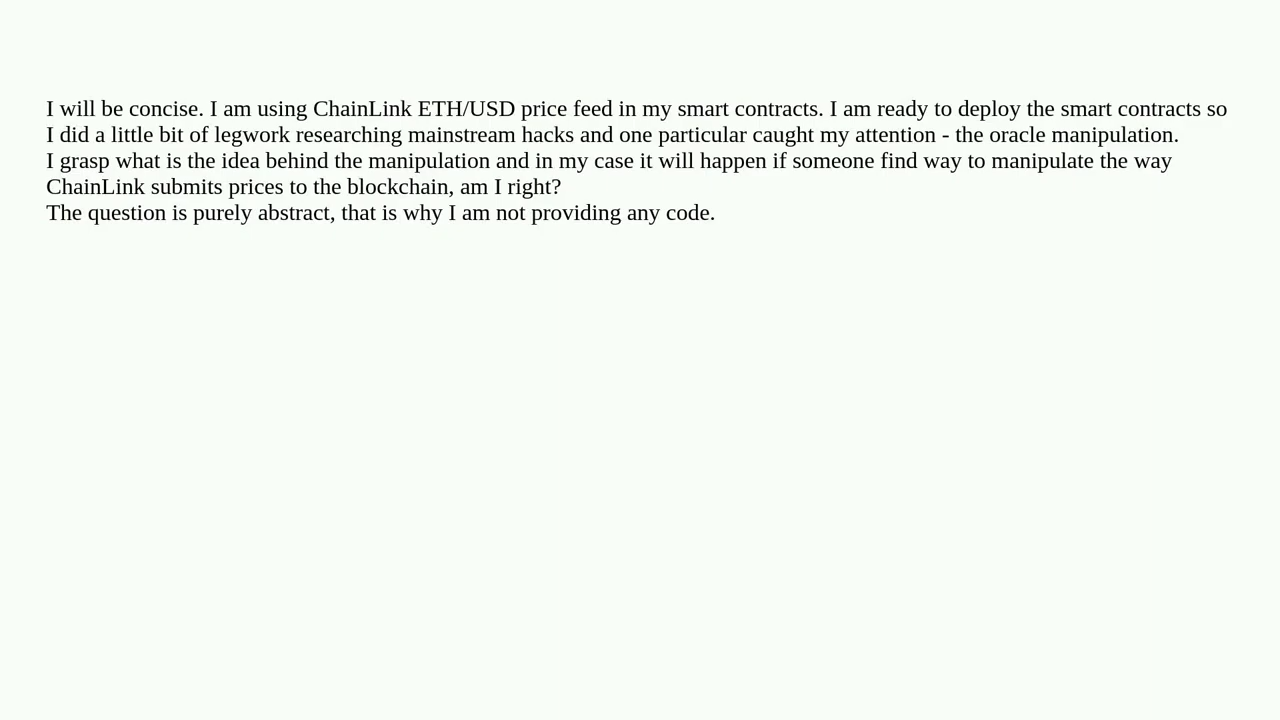 I will be concise. I am using ChainLink ETH/USD price feed in my smart contracts. I am ready to deploy the smart contracts so
I did a little bit of legwork researching mainstream hacks and one particular caught my attention - the oracle manipulation.
I grasp what is the idea behind the manipulation and in my case it will happen if someone find way to manipulate the way
ChainLink submits prices to the blockchain, am I right?
The question is purely abstract, that is why I am not providing any code.